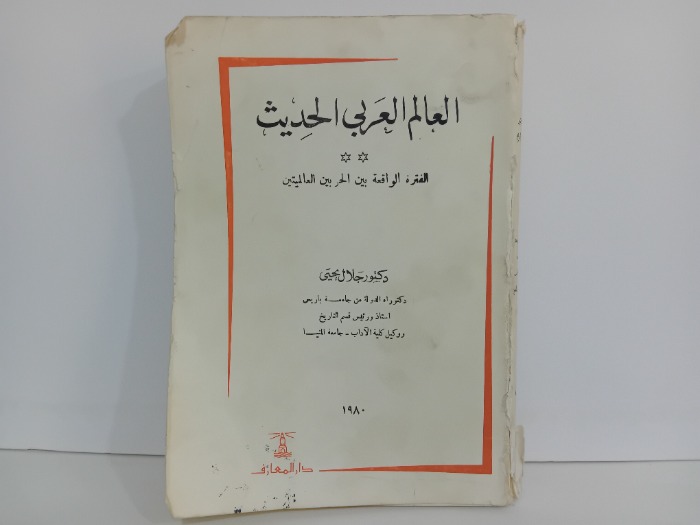 العالم العربي الحديث
الفترة الواقعة بين الحربين العالميتين
دكتور جلال يحيى
دكتوراه الدولة من جامعة باريس
استاذ ورئيس قسم التاريخ
ووكيل كلية الآداب - جامعة المنيا
١٩٨٠
دار المعارف